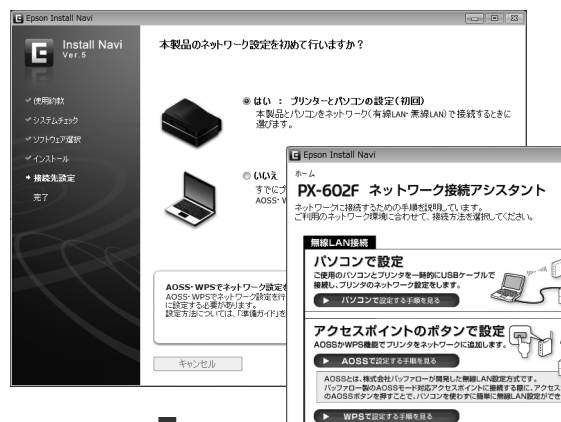 Epson Install Navi
E Install Navi
Ver.5
本製品のネットワーク設定を初めて行いますか？
使用許諾
システムチェック
ソフトウェア選択
インストール
接続先設定
完了
はい ： プリンターとパソコンの設定(初回)
本製品とパソコンをネットワーク(有線LAN・無線LAN)で接続するときに
選びます。
いいえ
すでにプ
AOSS・W
AOSS・WPSでネットワーク設定を
AOSS・WPSでネットワーク設定を行
に設定する必要があります。
設定方法については、「準備ガイド」を
キャンセル
Epson Install Navi
ホーム
PX-602F ネットワーク接続アシスタント
ネットワークに接続するための手順を説明しています。
ご利用のネットワーク環境に合わせて、接続方法を選択してください。
無線LAN接続
パソコンで設定
ご使用のパソコンとプリンタを一時的にUSBケーブルで
接続し、プリンタのネットワーク設定をします。
パソコンで設定する手順を見る
アクセスポイントのボタンで設定
AOSSかWPS機能でプリンタをネットワークに追加します。
AOSSで設定する手順を見る
AOSSとは、株式会社バッファローが開発した無線LAN設定方式です。
バッファロー製のAOSSモード対応アクセスポイントに接続する際に、アクセス
のAOSSボタンを押すことで、パソコンを使わずに簡単に無線LAN設定ができ
WPSで設定する手順を見る